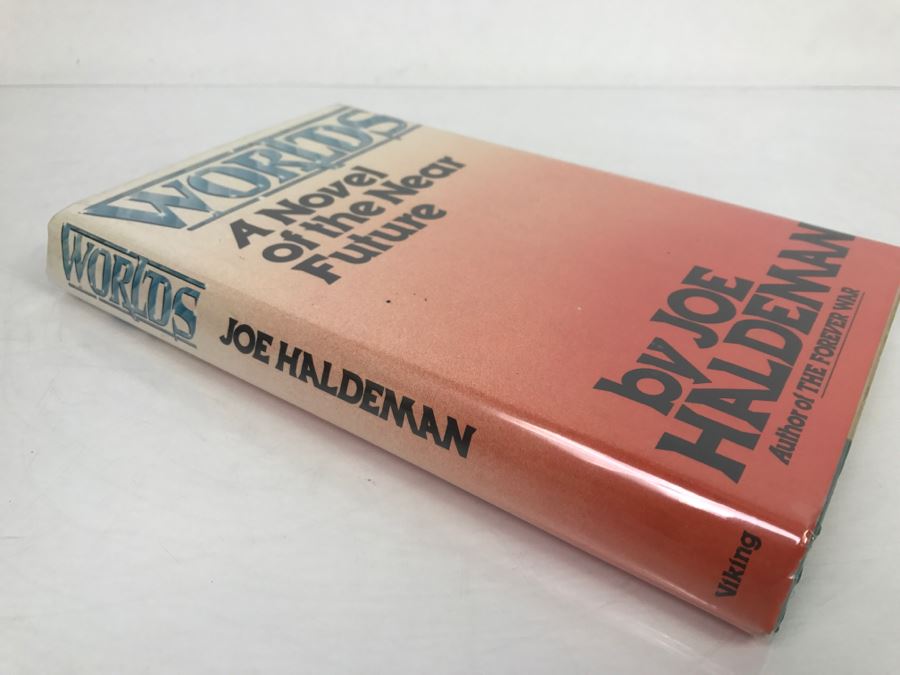 WORLDS
A Novel
of the Near
Future
by JOE
HALDEMAN
Author of THE FOREVER WAR
WORLDS
JOE HALDEMAN
Viking